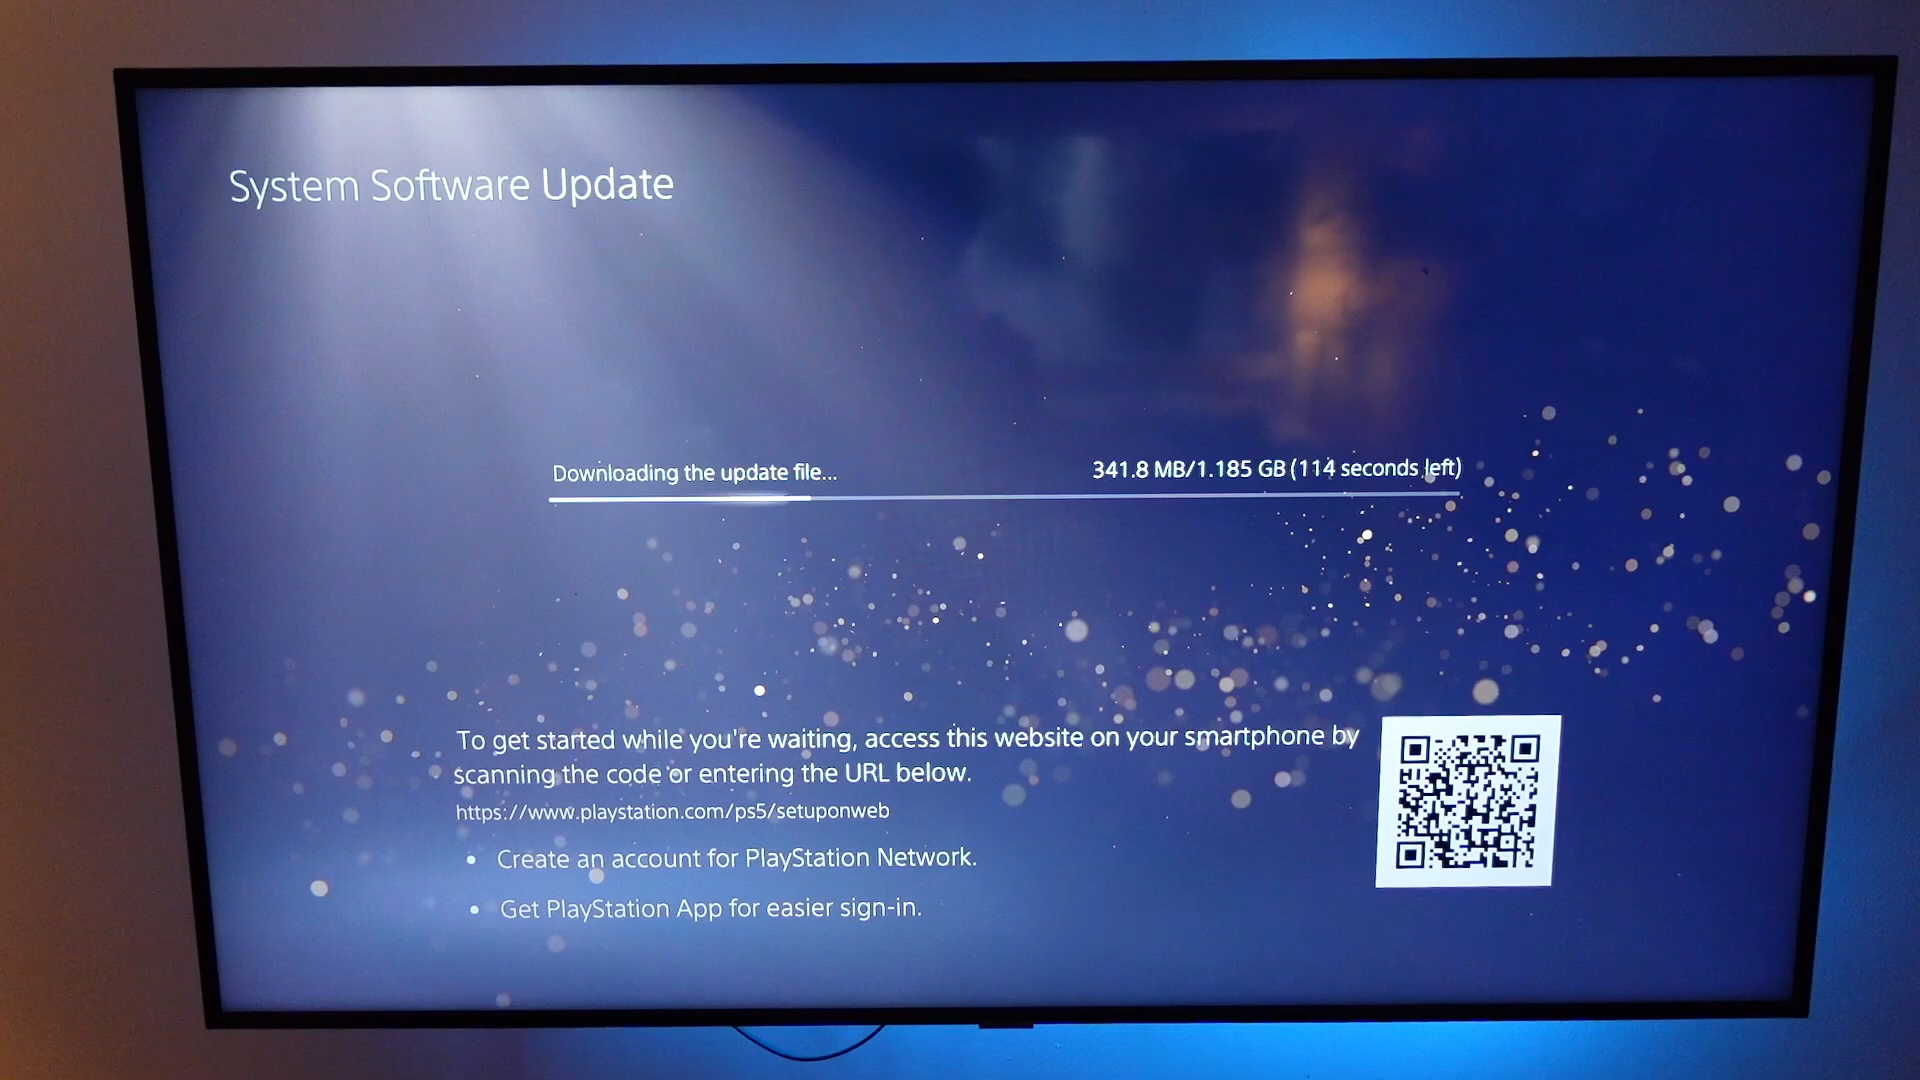 System Software Update
Downloading the update file...
341.8 MB/1.185 GB (114 seconds left)
To get started while you're waiting, access this website on your smartphone by
scanning the code or entering the URL below.
https://www.playstation.com/ps5/setuponweb
• Create an account for PlayStation Network.
• Get PlayStation App for easier sign-in.